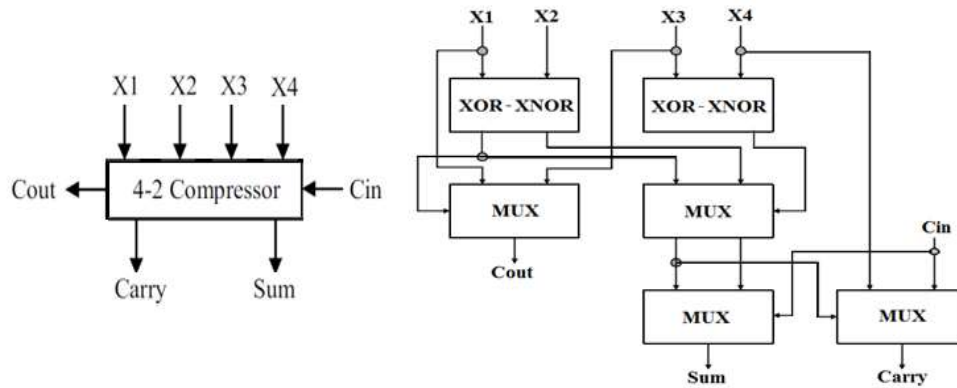 X1 X2 X3 X4
Cout 4-2 Compressor Cin
Carry Sum
X1 X2 X3 X4
XOR-XNOR XOR-XNOR
MUX MUX
Cin
Cout
MUX MUX
Sum Carry